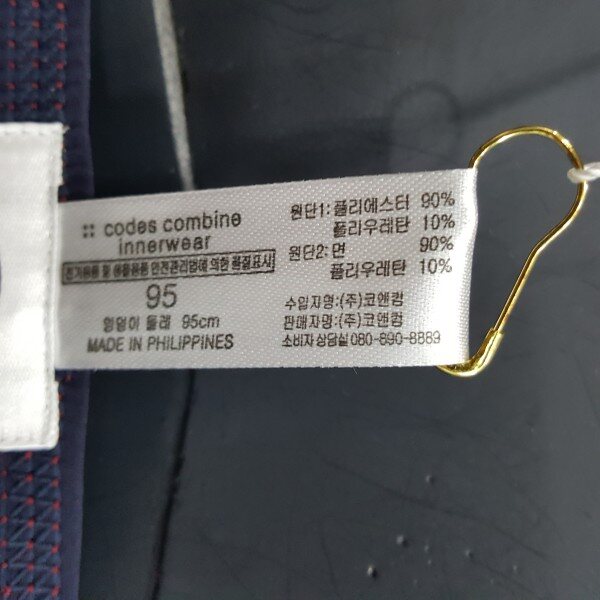 :: codes combine
innerwear
전기용품 및 생활용품 안전관리법에 의한 품질표시
95
엉덩이 둘레 95cm
MADE IN PHILIPPINES
원단1: 폴리에스터 90%
폴리우레탄 10%
원단2: 면 90%
폴리우레탄 10%
수입자명:(주)코앤컴
판매자명:(주)코앤컴
소비자 상담실 080-890-8889